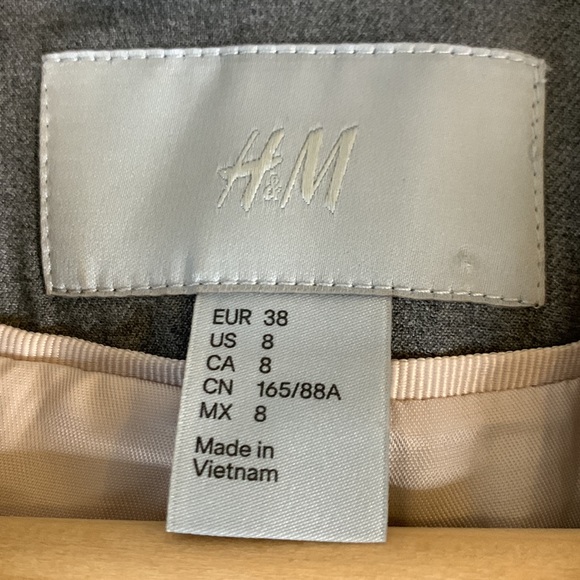 H&M
EUR 38
US 8
CA 8
CN 165/88A
MX 8
Made in
Vietnam